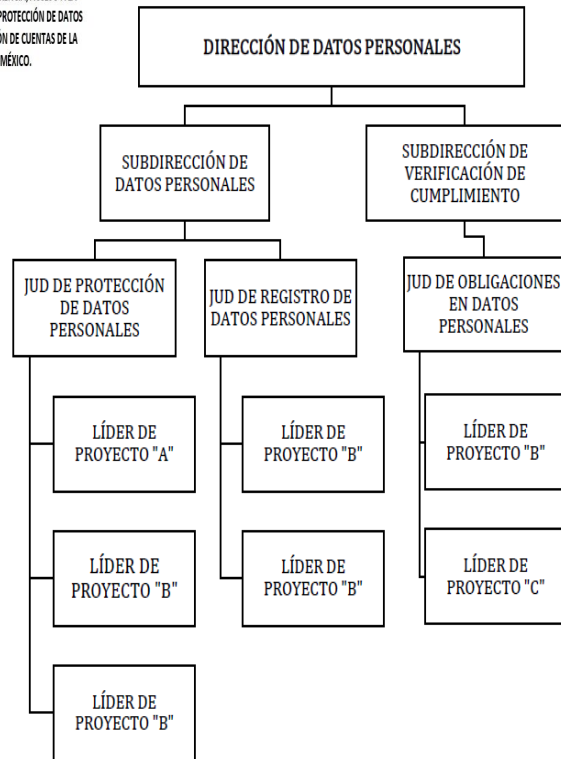 PROTECCIÓN DE DATOS
DE CUENTAS DE LA
MÉXICO.
DIRECCIÓN DE DATOS PERSONALES
SUBDIRECCIÓN DE
DATOS PERSONALES
SUBDIRECCIÓN DE
VERIFICACIÓN DE
CUMPLIMIENTO
JUD DE PROTECCIÓN
DE DATOS
PERSONALES
JUD DE REGISTRO DE
DATOS PERSONALES
JUD DE OBLIGACIONES
EN DATOS
PERSONALES
LÍDER DE
PROYECTO "A"
LÍDER DE
PROYECTO "B"
LÍDER DE
PROYECTO "B"
LÍDER DE
PROYECTO "B"
LÍDER DE
PROYECTO "B"
LÍDER DE
PROYECTO "C"
LÍDER DE
PROYECTO "B"